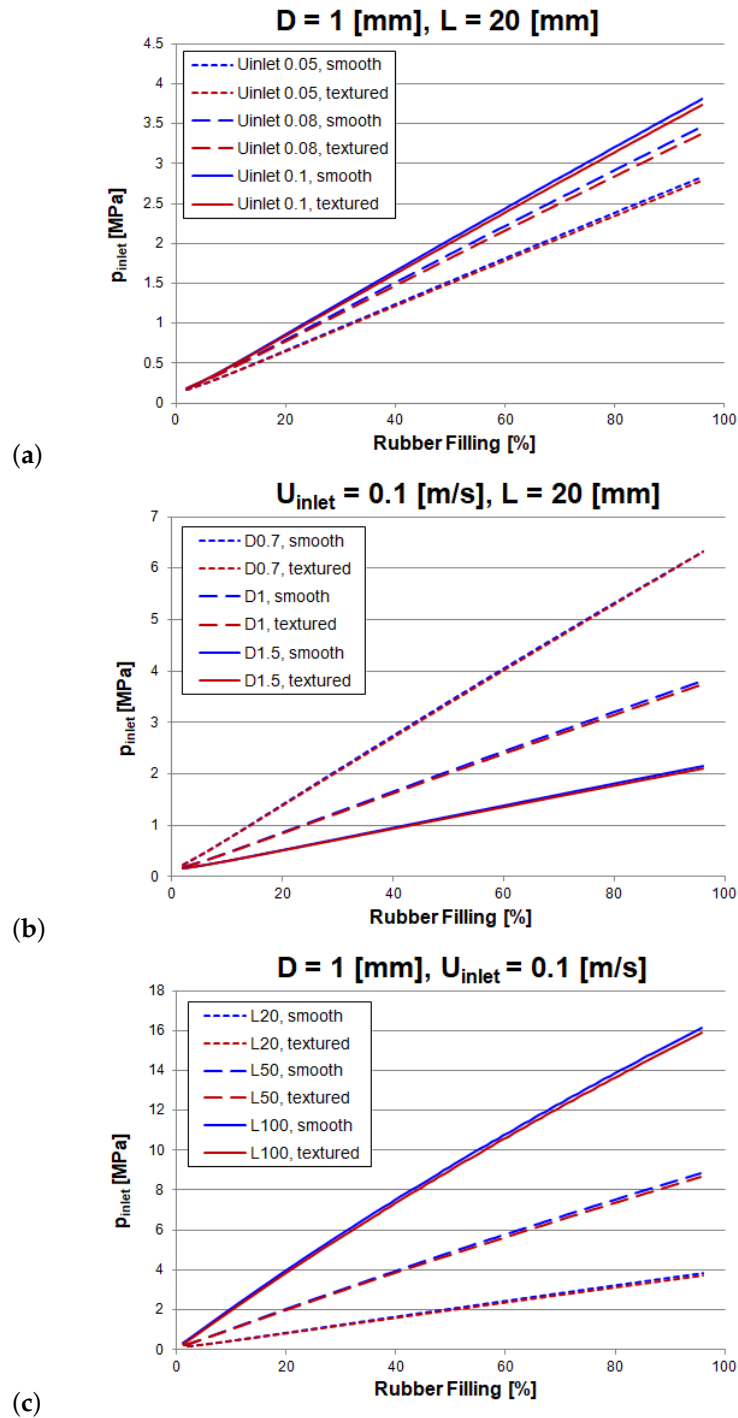 D = 1 [mm], L = 20 [mm]
4.5
4
3.5
3
2.5
2
1.5
1
0.5
0
pinlet [MPa]
Uinlet 0.05, smooth
Uinlet 0.05, textured
Uinlet 0.08, smooth
Uinlet 0.08, textured
Uinlet 0.1, smooth
Uinlet 0.1, textured
0 20 40 60 80 100
Rubber Filling [%]
(a)
Uinlet = 0.1 [m/s], L = 20 [mm]
7
6
5
4
3
2
1
0
pinlet [MPa]
D0.7, smooth
D0.7, textured
D1, smooth
D1, textured
D1.5, smooth
D1.5, textured
0 20 40 60 80 100
Rubber Filling [%]
(b)
D = 1 [mm], Uinlet = 0.1 [m/s]
18
16
14
12
10
8
6
4
2
0
pinlet [MPa]
L20, smooth
L20, textured
L50, smooth
L50, textured
L100, smooth
L100, textured
0 20 40 60 80 100
Rubber Filling [%]
(c)